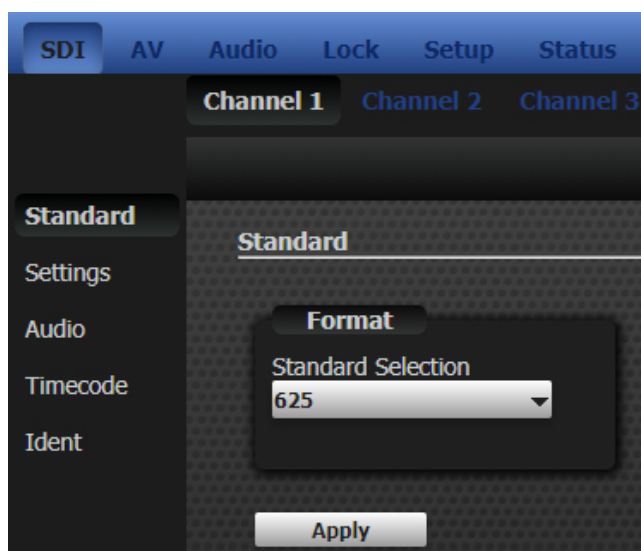 SDI AV Audio Lock Setup Status
Channel 1 Channel 2 Channel 3
Standard
Standard
Settings
Audio
Timecode
Ident
Format
Standard Selection
625
Apply